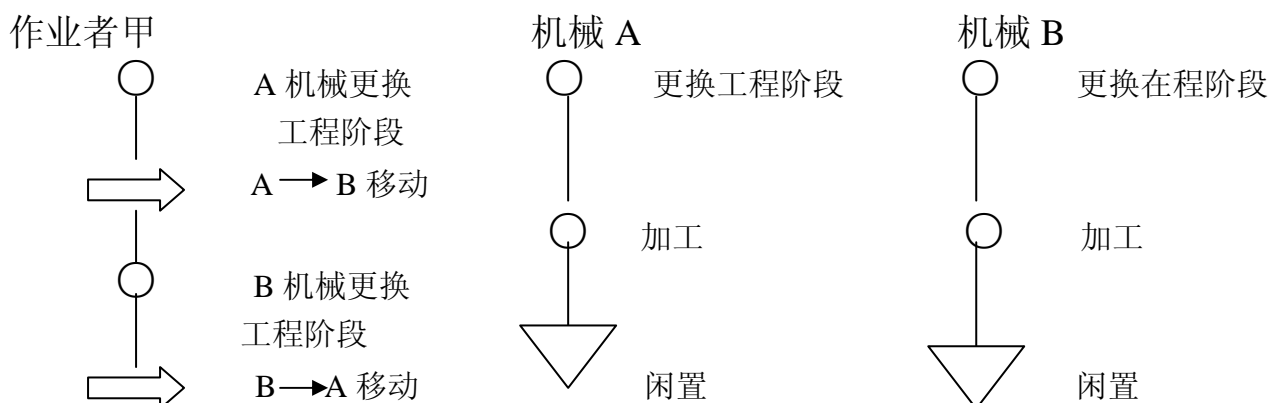 作业者甲
机械 A
机械 B
A 机械更换
工程阶段
更换工程阶段
更换在程阶段
A → B 移动
加工
加工
B 机械更换
工程阶段
B → A 移动
闲置
闲置